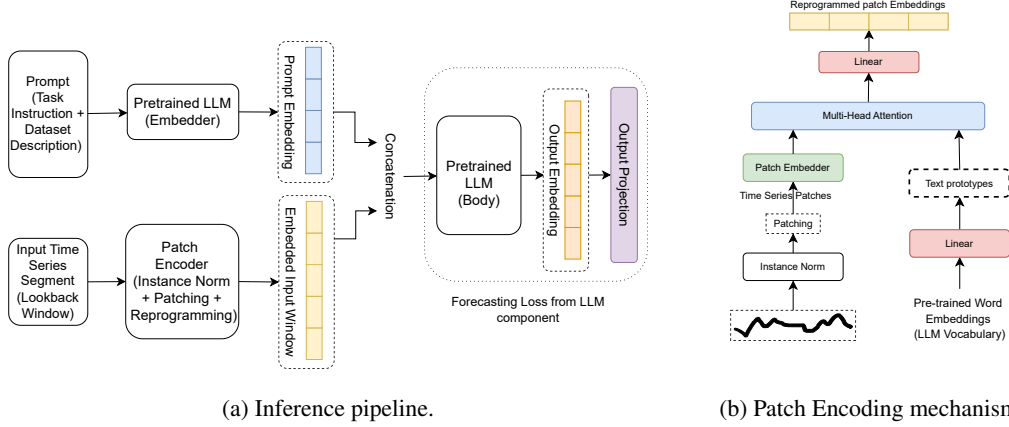 Prompt
(Task
Instruction +
Dataset
Description)
Pretrained LLM
(Embedder)
Prompt Embedding
Input Time
Series
Segment
(Lookback
Window)
Patch
Encoder
(Instance Norm
+ Patching +
Reprogramming)
Embedded Input Window
Concatenation
Pretrained
LLM
(Body)
Output Embedding
Output Projection
Forecasting Loss from LLM
component
(a) Inference pipeline.
Reprogrammed patch Embeddings
Linear
Multi-Head Attention
Patch Embedder
Time Series Patches
Patching
Instance Norm
Text prototypes
Linear
Pre-trained Word
Embeddings
(LLM Vocabulary)
(b) Patch Encoding mechanism